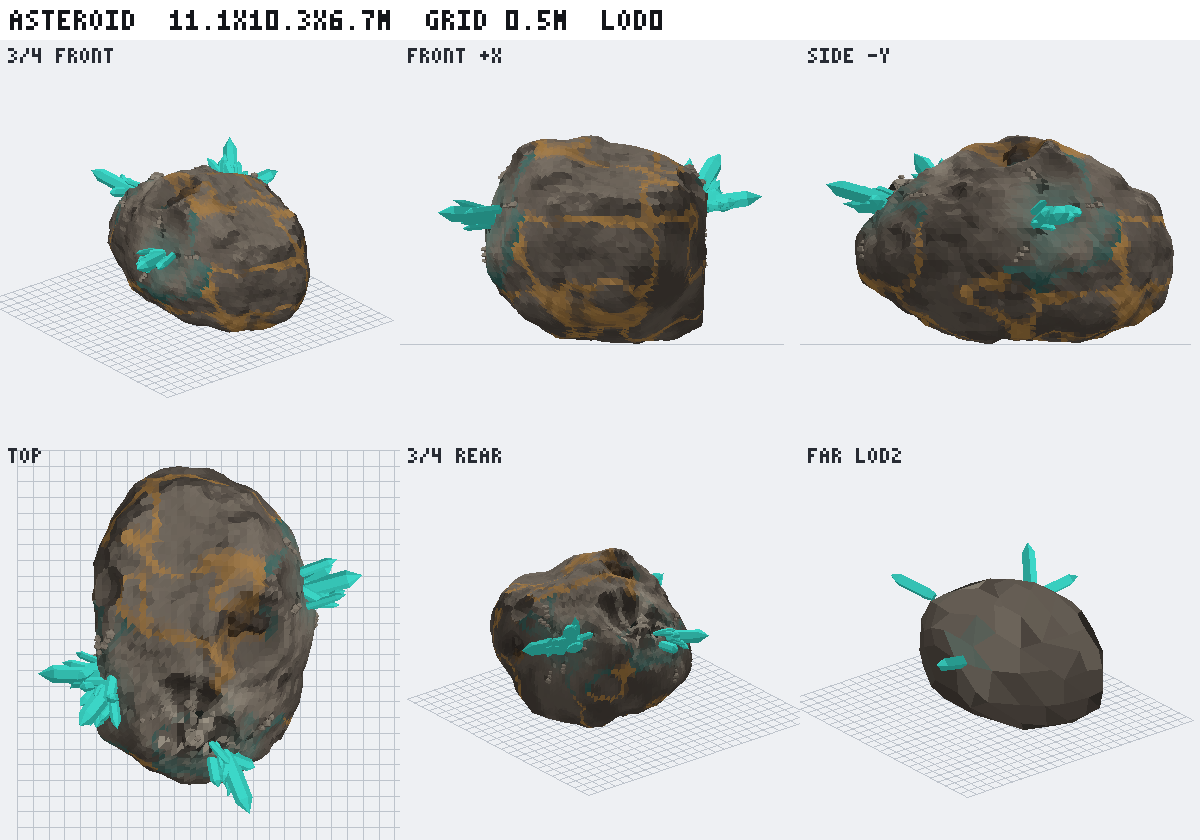 ASTEROID 11.1X10.3X6.7M GRID 0.5M LOD0
3/4 FRONT
FRONT +X
SIDE -Y
TOP
3/4 REAR
FAR LOD2